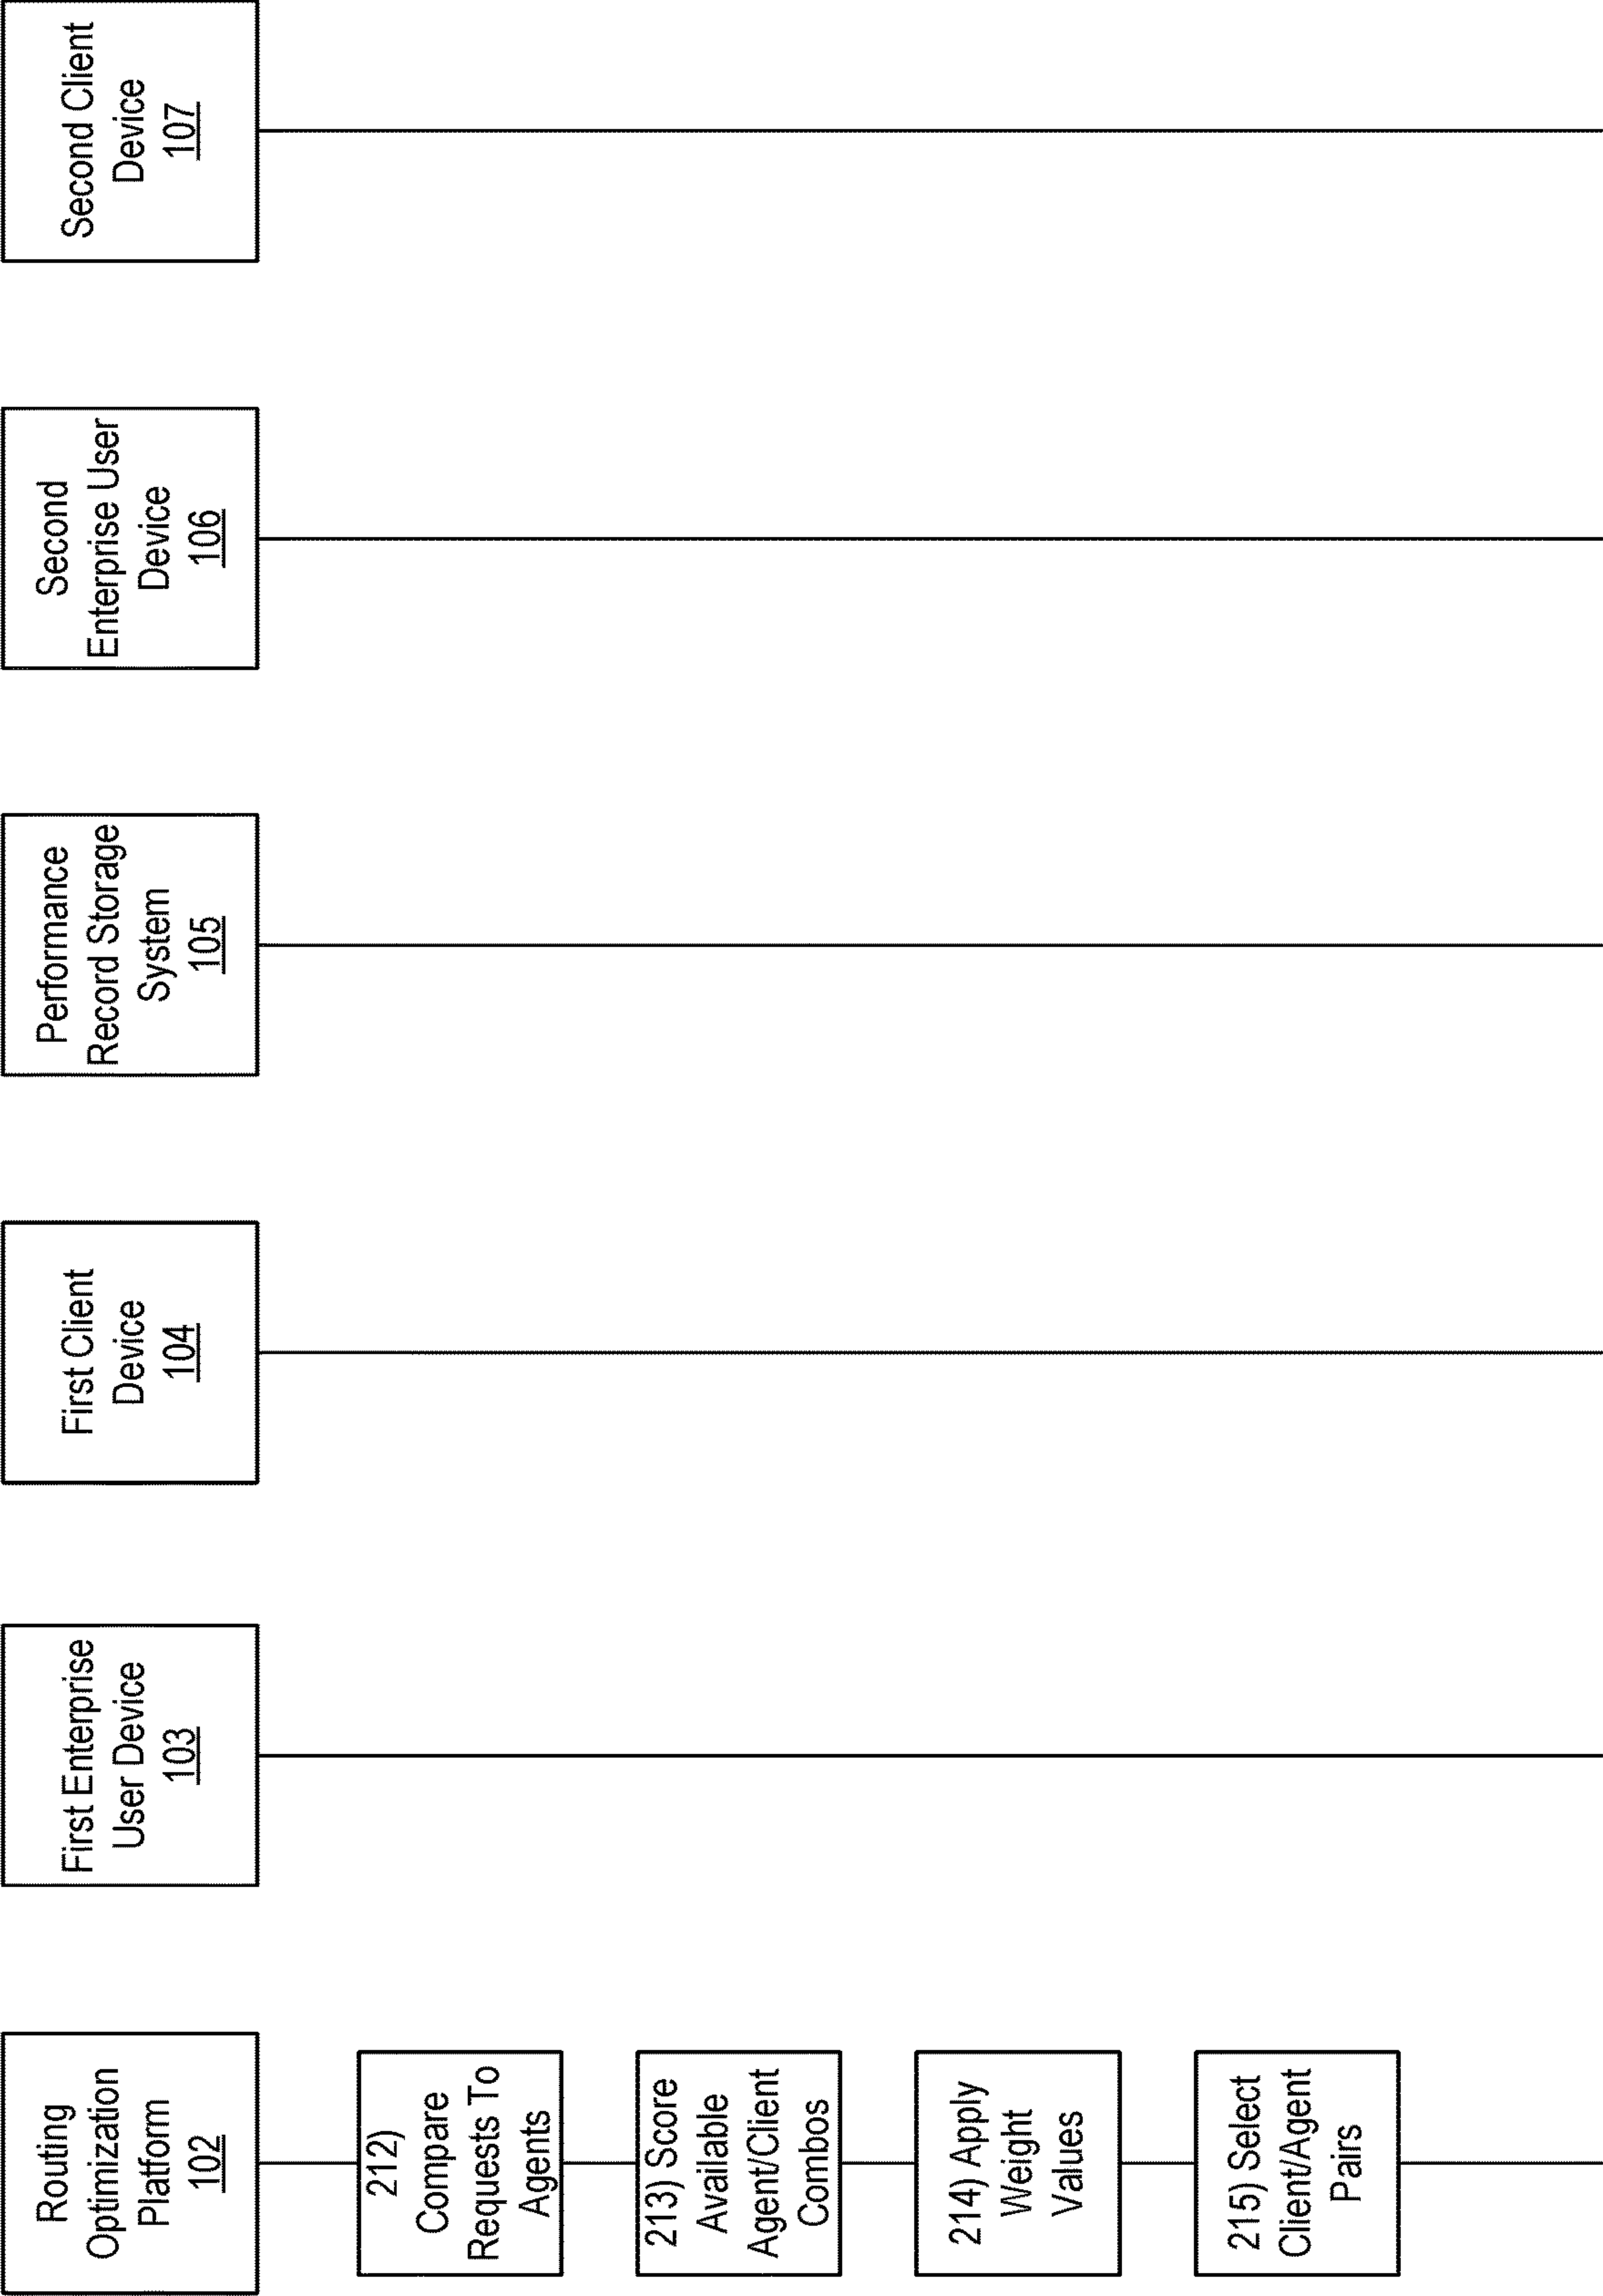 Routing
Optimization
Platform
102
First Enterprise
User Device
103
First Client
Device
104
Performance
Record Storage
System
105
Second
Enterprise User
Device
106
Second Client
Device
107
212)
Compare
Requests To
Agents
213) Score
Available
Agent/Client
Combos
214) Apply
Weight
Values
215) Select
Client/Agent
Pairs